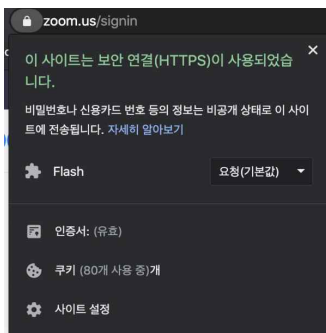 zoom.us/signin
이 사이트는 보안 연결(HTTPS)이 사용되었습
니다.
비밀번호나 신용카드 번호 등의 정보는 비공개 상태로 이 사이
트에 전송됩니다. 자세히 알아보기
Flash
요청(기본값)
인증서: (유효)
쿠키 (80개 사용 중)개
사이트 설정